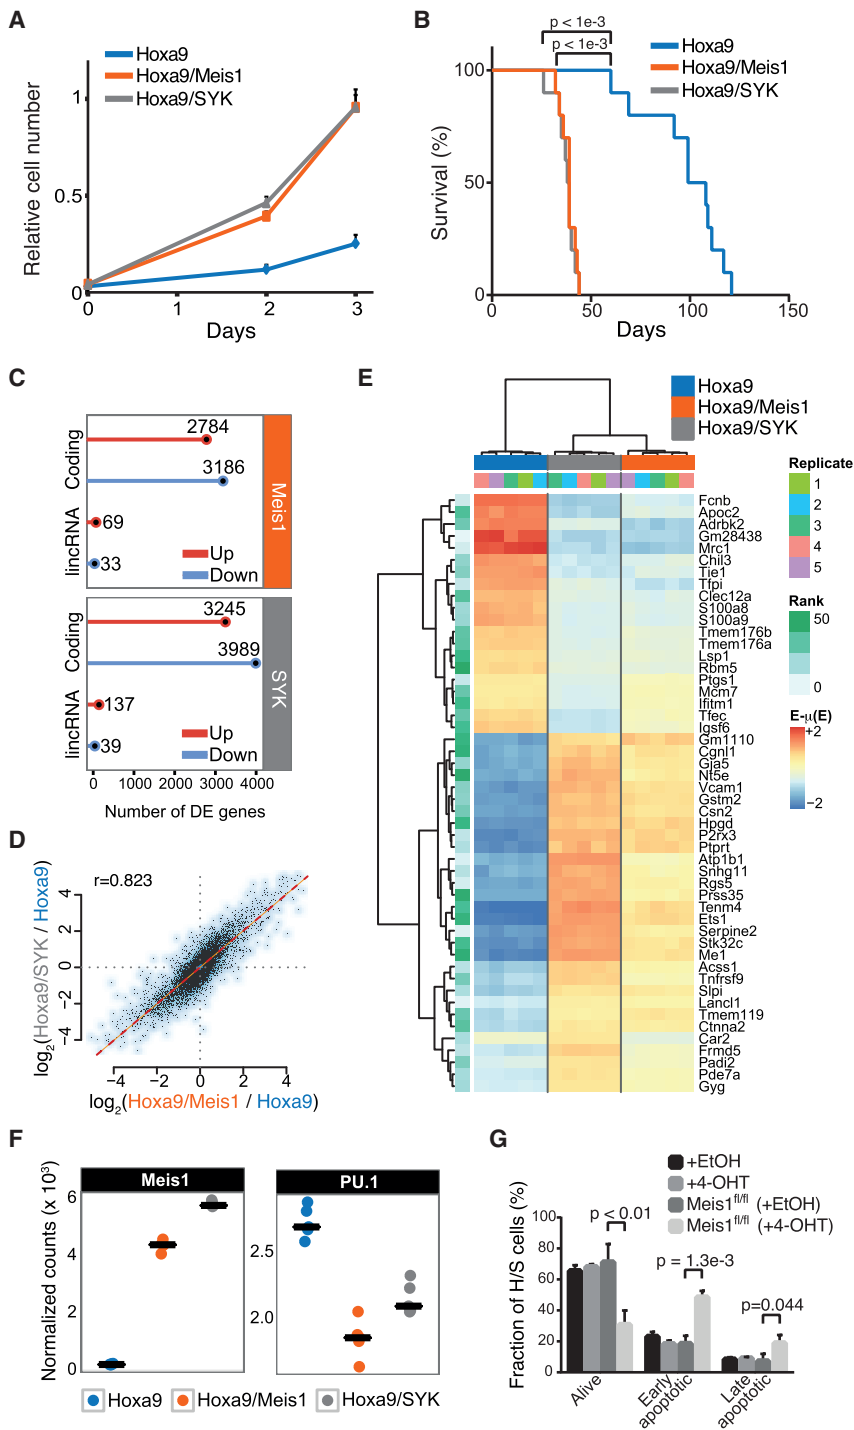 A
Hoxa9
Hoxa9/Meis1
Hoxa9/SYK
Relative cell number
1
0.5
0
0 1 2 3
Days
B
p < 1e-3
p < 1e-3
Hoxa9
Hoxa9/Meis1
Hoxa9/SYK
Survival (%)
100
50
0
0 50 100 150
Days
C
Coding
2784
3186
lincRNA
69
33
Up
Down
Meis1
Coding
3245
3989
lincRNA
137
39
Up
Down
SYK
0 1000 2000 3000 4000
Number of DE genes
D
r=0.823
log2(Hoxa9/SYK / Hoxa9)
4
2
0
−2
−4
−4 −2 0 2 4
log2(Hoxa9/Meis1 / Hoxa9)
E
Hoxa9
Hoxa9/Meis1
Hoxa9/SYK
Fcnb
Apoc2
Adrbk2
Gm28438
Mrc1
Chil3
Tie1
Tfpi
Clec12a
S100a8
S100a9
Tmem176b
Tmem176a
Lsp1
Rbm5
Ptgs1
Mcm7
Ifitm1
Tfec
Igsf6
Gm1110
Cgnl1
Gja5
Nt5e
Vcam1
Gstm2
Csn2
Hpgd
P2rx3
Ptprt
Atp1b1
Snhg11
Rgs5
Prss35
Tenm4
Ets1
Serpine2
Stk32c
Me1
Acss1
Tnfrsf9
Slpi
Lancl1
Tmem119
Ctnna2
Car2
Frmd5
Padi2
Pde7a
Gyg
Replicate
1
2
3
4
5
Rank
50
0
E-μ(E)
+2
−2
F
Normalized counts (x 10³)
Meis1
6
4
2
0
PU.1
2.5
2.0
Hoxa9 Hoxa9/Meis1 Hoxa9/SYK
G
+EtOH
+4-OHT
Meis1fl/fl (+EtOH)
Meis1fl/fl (+4-OHT)
Fraction of H/S cells (%)
100
80
60
40
20
0
p < 0.01
p = 1.3e-3
p=0.044
Alive
Early apoptotic
Late apoptotic